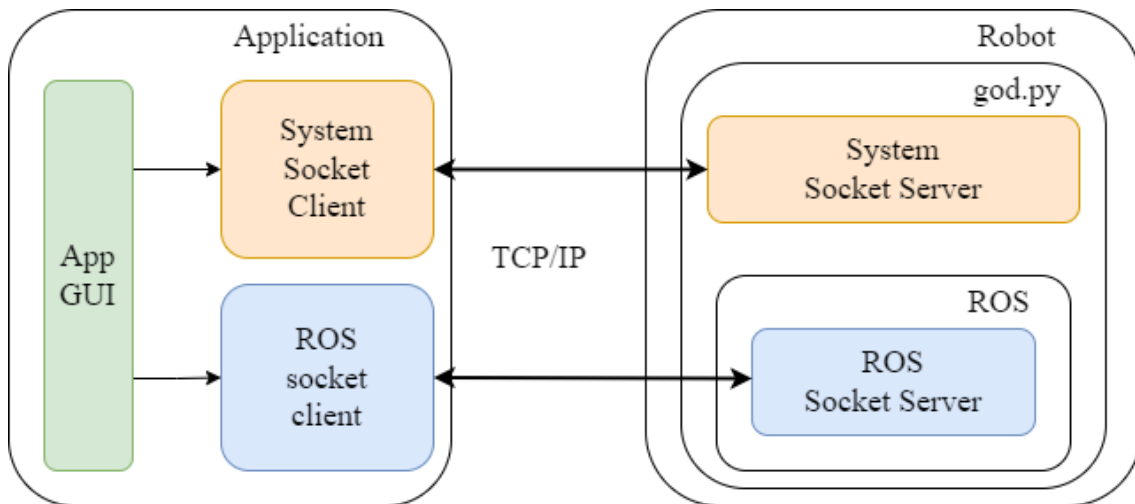 Application
App
GUI
System
Socket
Client
ROS
socket
client
TCP/IP
Robot
god.py
System
Socket Server
ROS
ROS
Socket Server